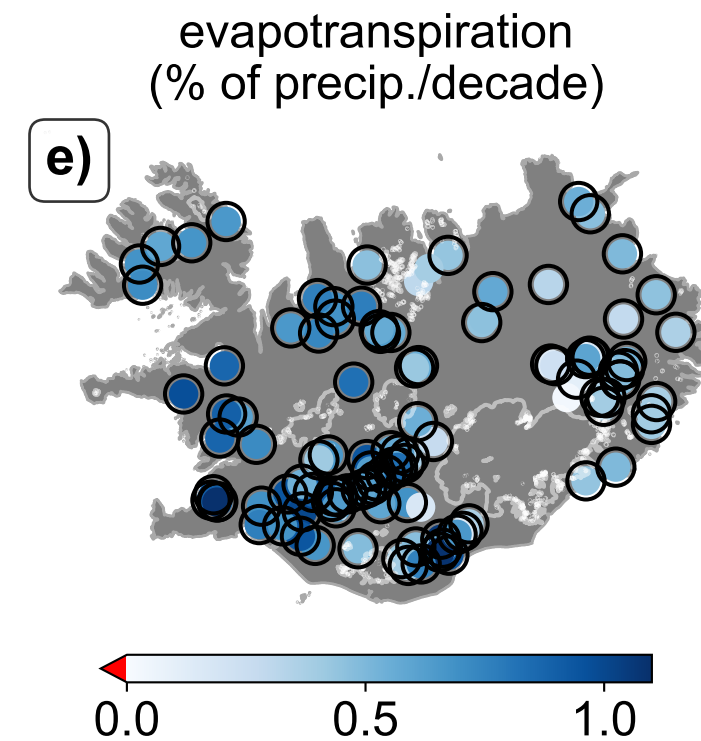 evapotranspiration
(% of precip./decade)
e)
0.0 0.5 1.0